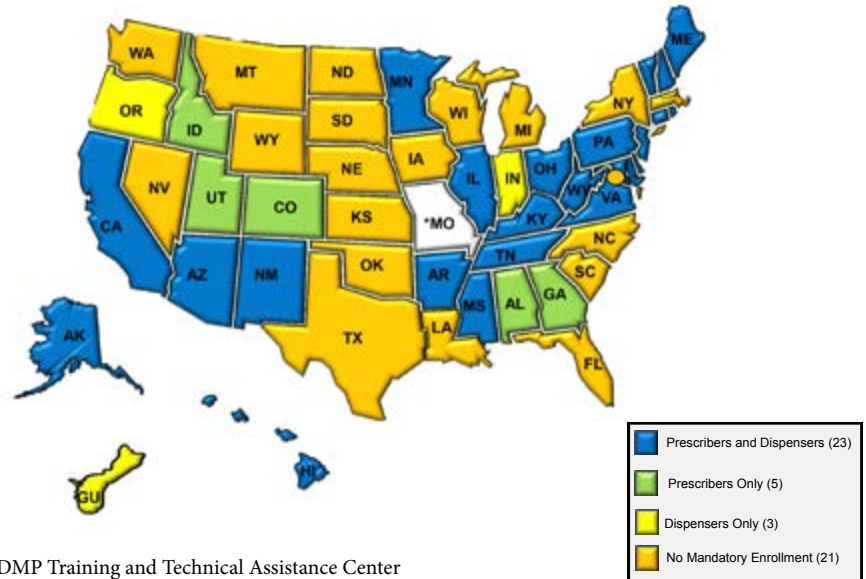 WA
MT
ND
MN
ME
OR
ID
WY
SD
WI
MI
NY
NV
UT
CO
NE
IA
IL
IN
OH
PA
CA
KS
*MO
KY
WV
VA
AZ
NM
OK
AR
TN
NC
SC
TX
LA
MS
AL
GA
FL
AK
HI
GU
Prescribers and Dispensers (23)
Prescribers Only (5)
Dispensers Only (3)
No Mandatory Enrollment (21)
DMP Training and Technical Assistance Center